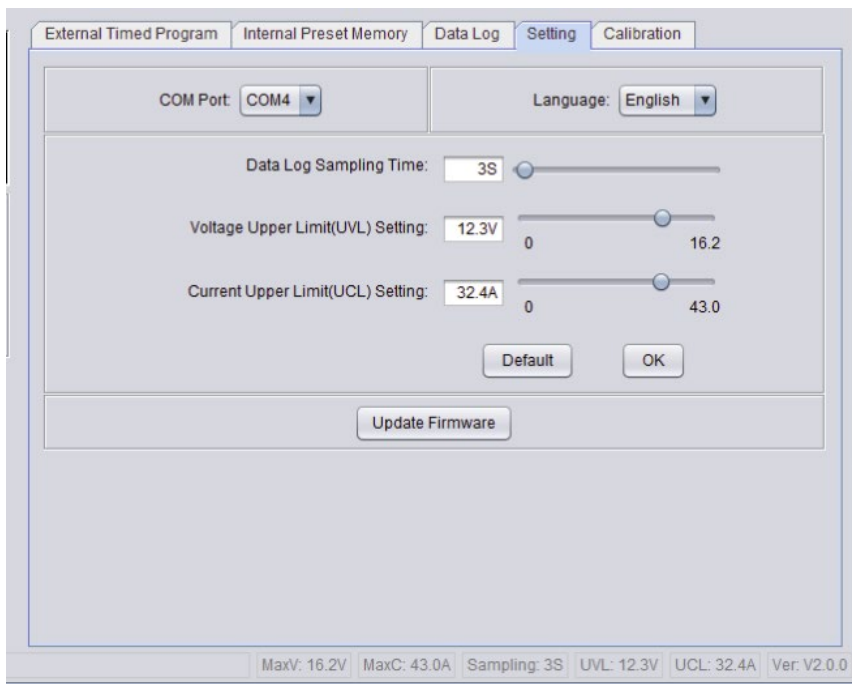 External Timed Program Internal Preset Memory Data Log Setting Calibration
COM Port: COM4 Language: English
Data Log Sampling Time: 3S
Voltage Upper Limit(UVL) Setting: 12.3V
0 16.2
Current Upper Limit(UCL) Setting: 32.4A
0 43.0
Default OK
Update Firmware
MaxV: 16.2V MaxC: 43.0A Sampling: 3S UVL: 12.3V UCL: 32.4A Ver: V2.0.0